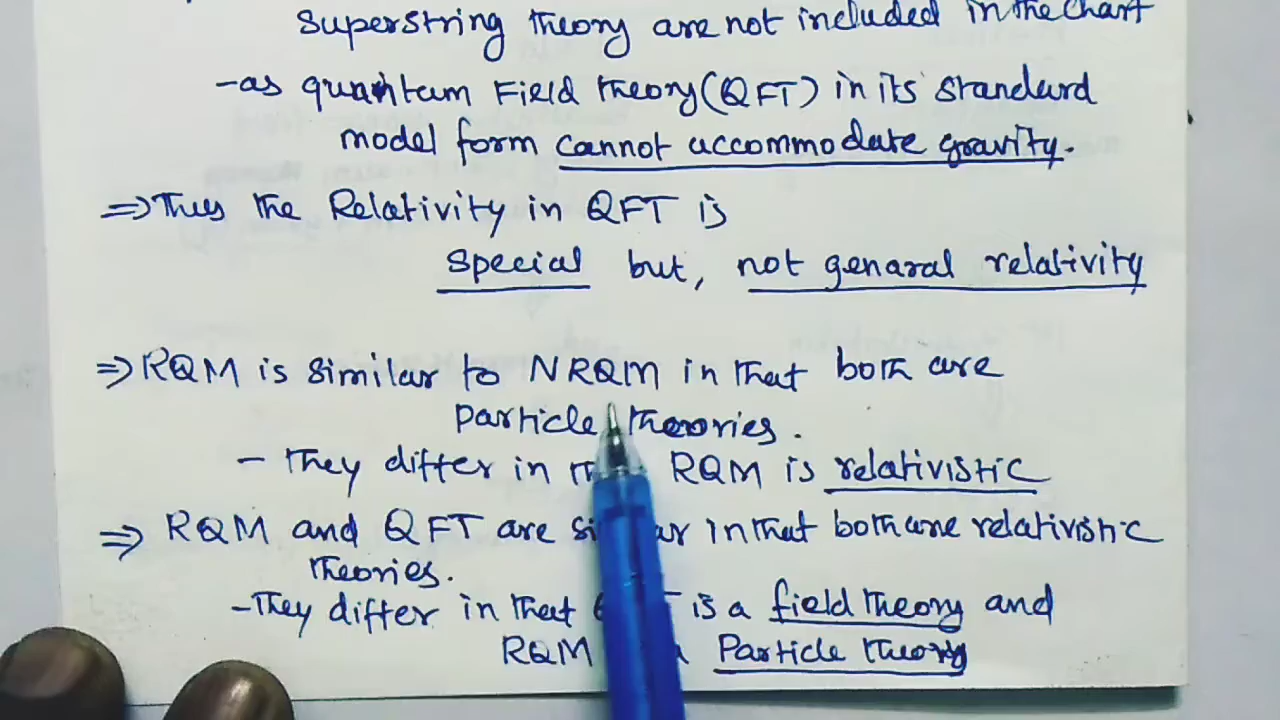 superstring theory are not included in the chart
-as quantum Field theory (QFT) in its standard
model form cannot accommodate gravity.
⇒ Thus the Relativity in QFT is
special but, not genaral relativity
⇒ RQM is similar to NRQM in that both are
particle theories.
- They differ in RQM is relativistic
⇒ RQM and QFT are in that both are relativistic
theories.
- They differ in that is a field theory and
RQM Particle theory